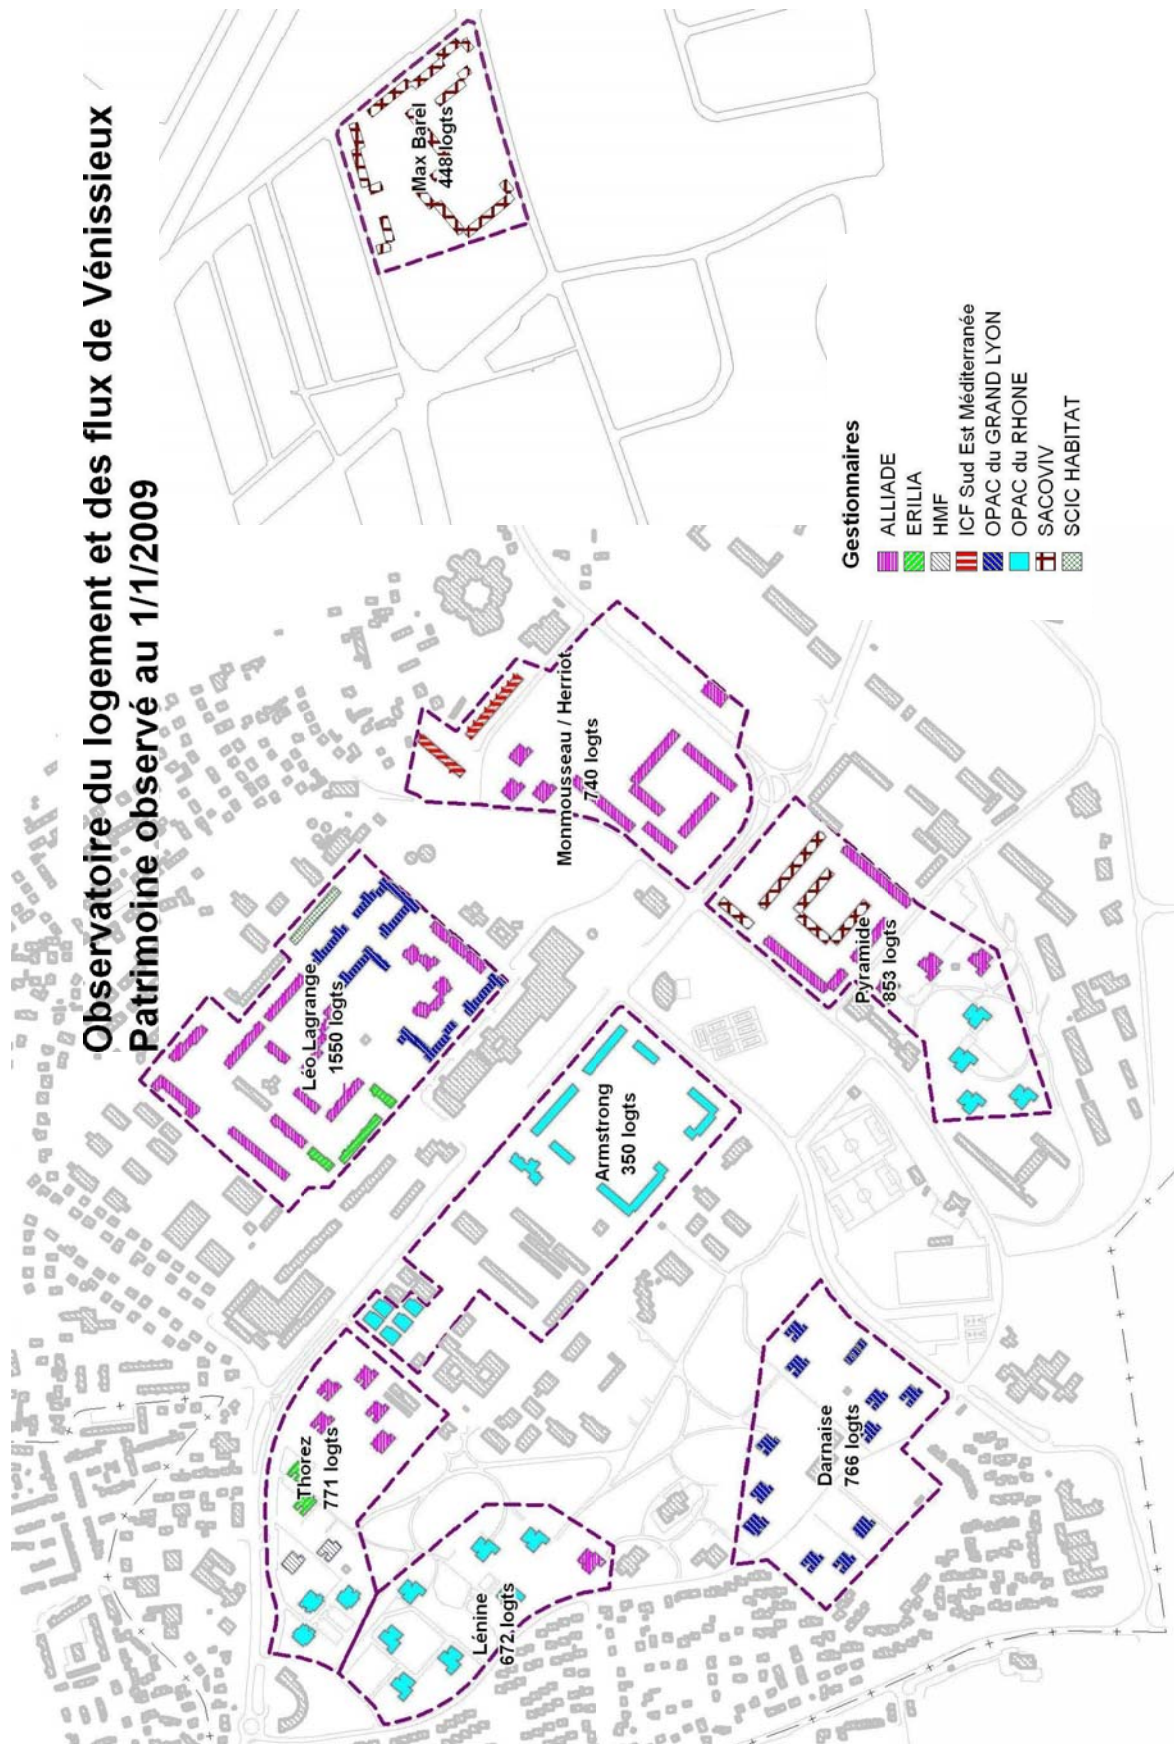 Observatoire du logement et des flux de Vénissieux
Patrimoine observé au 1/1/2009
Max Barel
448 logts
Léo Lagrange
1550 logts
Monmousseau / Herriot
740 logts
Thorez
771 logts
Armstrong
350 logts
Pyramide
853 logts
Lénine
672 logts
Darnaise
766 logts
Gestionnaires
ALLIADE
ERILIA
HMF
ICF Sud Est Méditerranée
OPAC du GRAND LYON
OPAC du RHONE
SACOVIV
SCIC HABITAT